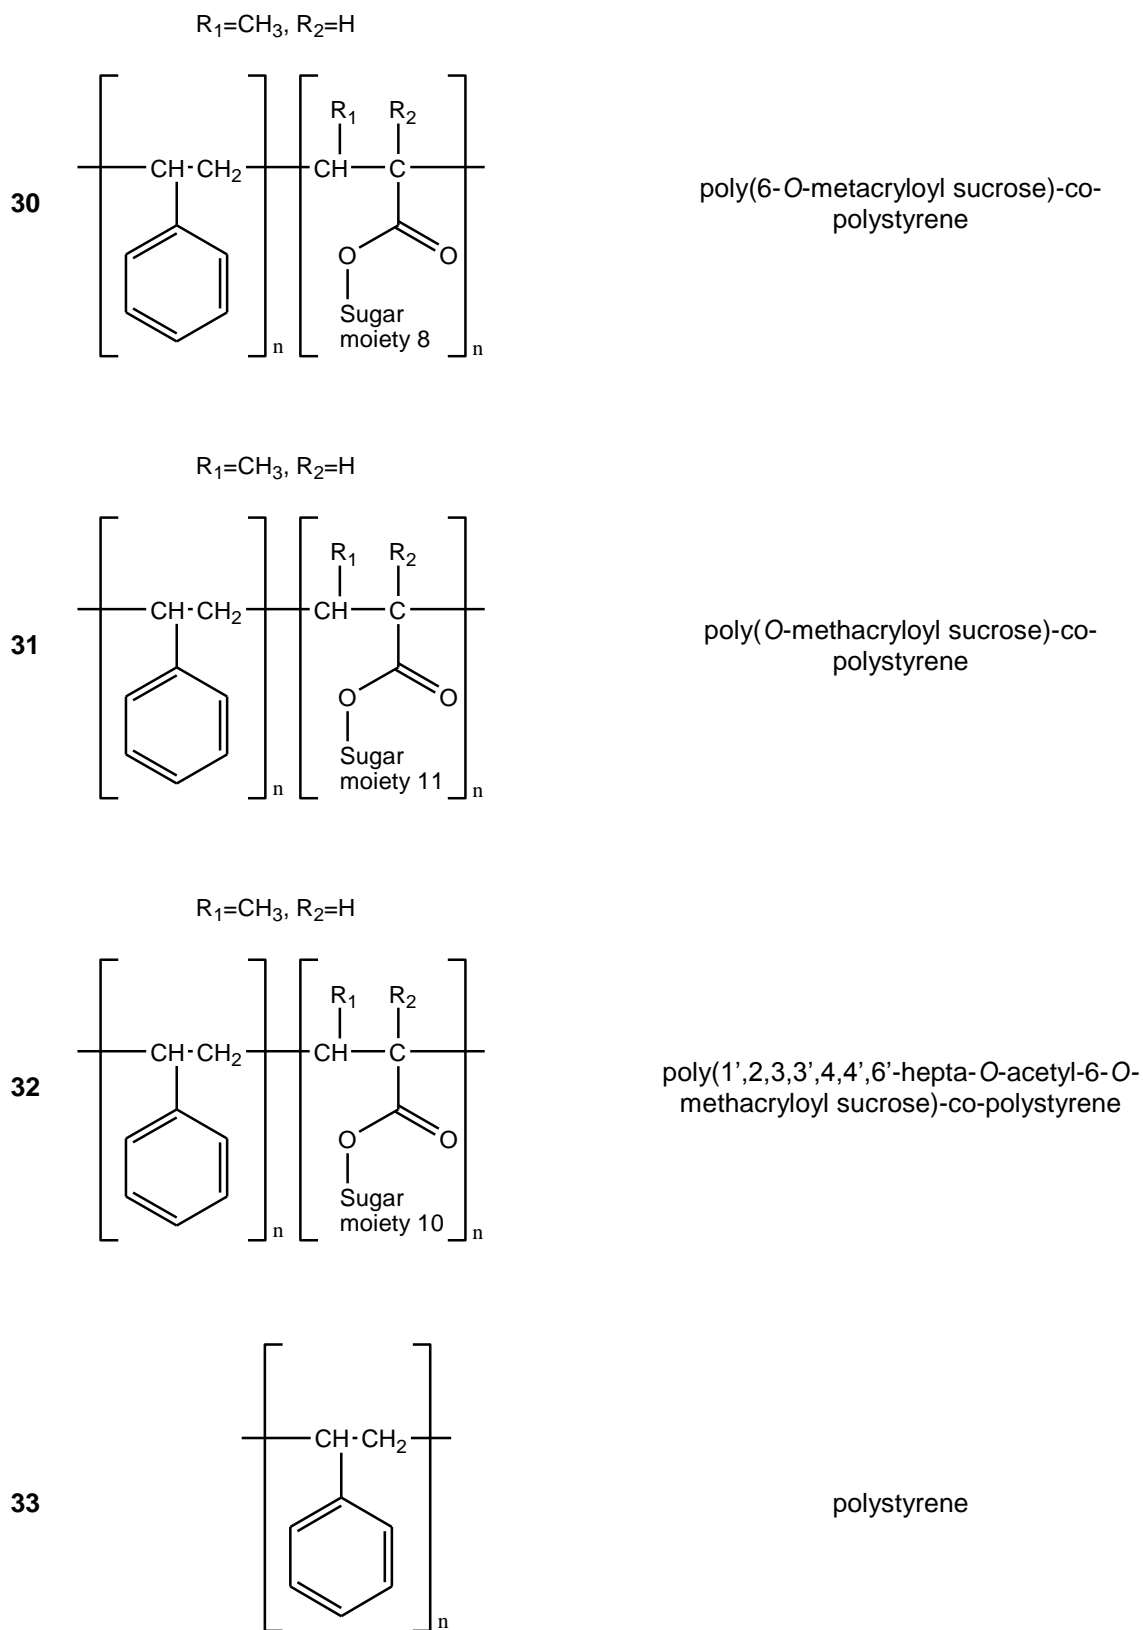 R1=CH3, R2=H
R1 R2
CH CH2 CH C
30
poly(6-O-metacryloyl sucrose)-co-
polystyrene
O O
Sugar
moiety 8
n n
R1=CH3, R2=H
R1 R2
CH CH2 CH C
31
poly(O-methacryloyl sucrose)-co-
polystyrene
O O
Sugar
moiety 11
n n
R1=CH3, R2=H
R1 R2
CH CH2 CH C
32
poly(1',2,3,3',4,4',6'-hepta-O-acetyl-6-O-
methacryloyl sucrose)-co-polystyrene
O O
Sugar
moiety 10
n n
CH CH2
33
polystyrene
n